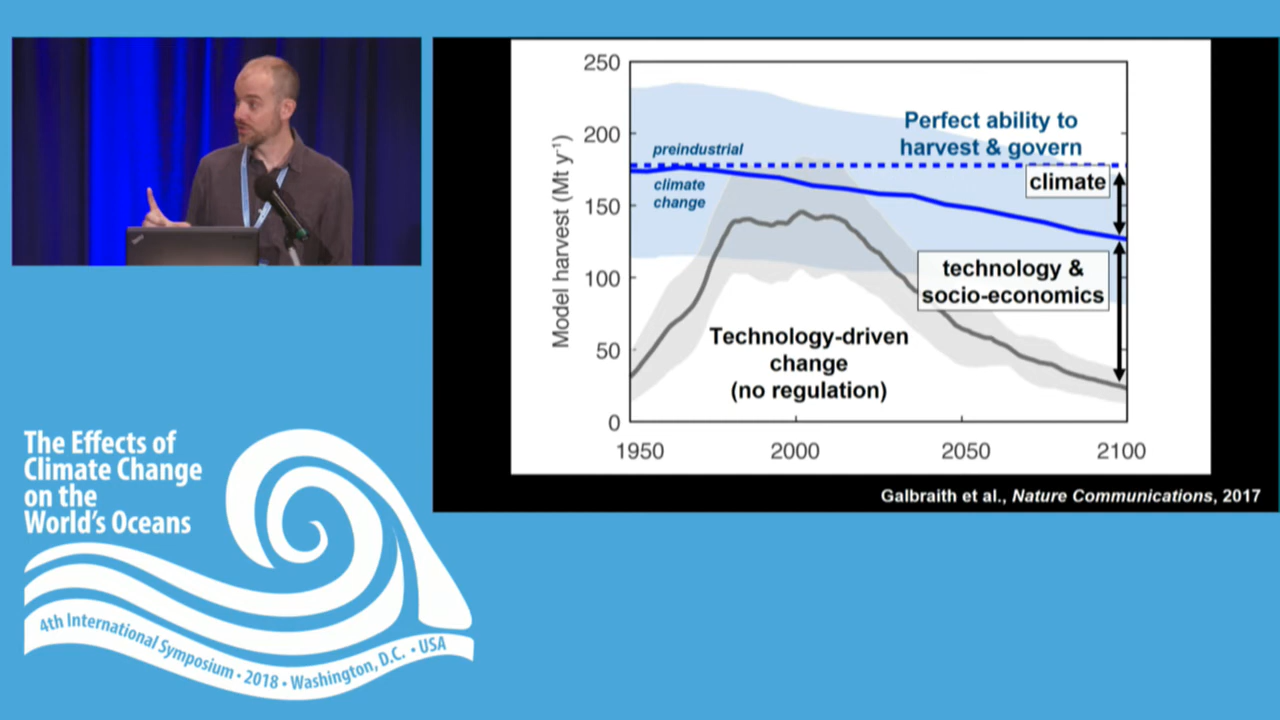 250
200
150
100
50
0
Model harvest (Mt y-1)
1950
2000
2050
2100
preinstrial
climate
change
Perfect ability to
harvest & govern
climate
technology &
socio-economics
Technology-driven
change
(no regulation)
Galbraith et al., Nature Communications, 2017
The Effects of
Climate Change
on the
World's Oceans
4th International Symposium • 2018 • Washington, D.C. • USA